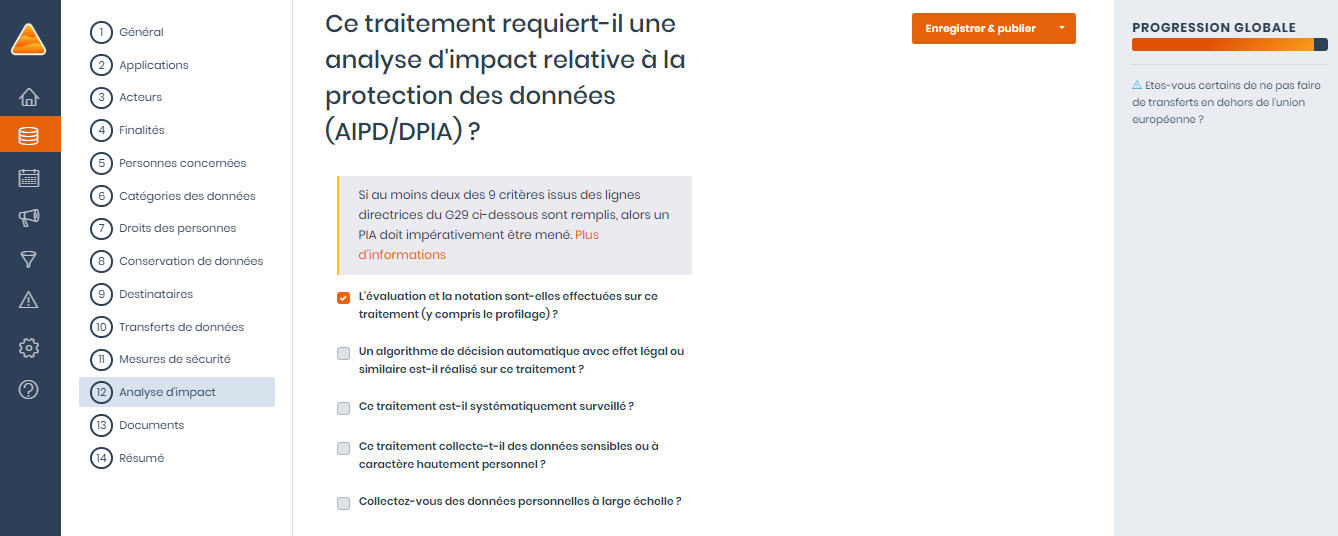 1 Général
2 Applications
3 Acteurs
4 Finalités
5 Personnes concernées
6 Catégories des données
7 Droits des personnes
8 Conservation de données
9 Destinataires
10 Transferts de données
11 Mesures de sécurité
12 Analyse d'impact
13 Documents
14 Résumé
Ce traitement requiert-il une
analyse d'impact relative à la
protection des données
(AIPD/DPIA) ?
Si au moins deux des 9 critères issus des lignes
directrices du G29 ci-dessous sont remplis, alors un
PIA doit impérativement être mené. Plus
d'informations
L'évaluation et la notation sont-elles effectuées sur ce
traitement (y compris le profilage) ?
Un algorithme de décision automatique avec effet légal ou
similaire est-il réalisé sur ce traitement ?
Ce traitement est-il systématiquement surveillé ?
Ce traitement collecte-t-il des données sensibles ou à
caractère hautement personnel ?
Collectez-vous des données personnelles à large échelle ?
Enregistrer & publier
PROGRESSION GLOBALE
Etes-vous certains de ne pas faire
de transferts en dehors de l'union
européenne ?